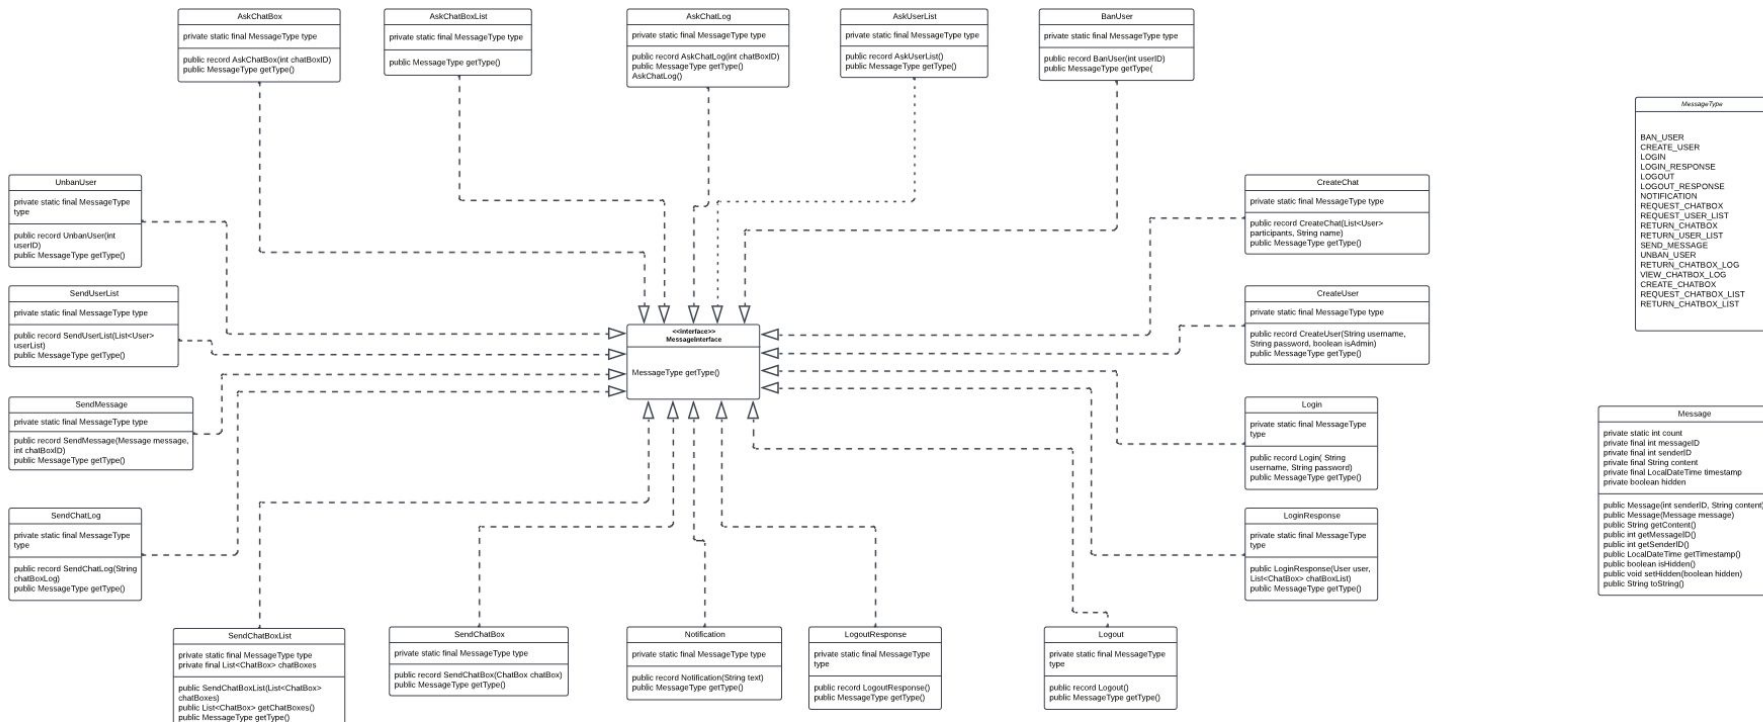 AskChatBox
private static final MessageType type
public record AskChatBox(int chatBoxID)
public MessageType getType()
AskChatBoxList
private static final MessageType type
public MessageType getType()
AskChatLog
private static final MessageType type
public record AskChatLog(int chatBoxID)
public MessageType getType()
AskChatLog()
AskUserList
private static final MessageType type
public record AskUserList()
public MessageType getType()
BanUser
private static final MessageType type
public record BanUser(int userID)
public MessageType getType(
MessageType
BAN_USER
CREATE_USER
LOGIN
LOGIN_RESPONSE
LOGOUT
LOGOUT_RESPONSE
NOTIFICATION
REQUEST_CHATBOX
REQUEST_USER_LIST
RETURN_CHATBOX
RETURN_USER_LIST
SEND_MESSAGE
UNBAN_USER
RETURN_CHATBOX_LOG
VIEW_CHATBOX_LOG
CREATE_CHATBOX
REQUEST_CHATBOX_LIST
RETURN_CHATBOX_LIST
UnbanUser
private static final MessageType
type
public record UnbanUser(int
userID)
public MessageType getType()
CreateChat
private static final MessageType type
public record CreateChat(List<User>
participants, String name)
public MessageType getType()
SendUserList
private static final MessageType type
public record SendUserList(List<User>
userList)
public MessageType getType()
<<interface>>
MessageInterface
MessageType getType()
CreateUser
private static final MessageType type
public record CreateUser(String username,
String password, boolean isAdmin)
public MessageType getType()
SendMessage
private static final MessageType type
public record SendMessage(Message message,
int chatBoxID)
public MessageType getType()
Login
private static final MessageType
type
public record Login( String
username, String password)
public MessageType getType()
Message
private static int count
private final int messageID
private final int senderID
private final String content
private final LocalDateTime timestamp
private boolean hidden
public Message(int senderID, String content)
public Message(Message message)
public String getContent()
public int getMessageID()
public int getSenderID()
public LocalDateTime getTimestamp()
public boolean isHidden()
public void setHidden(boolean hidden)
public String toString()
SendChatLog
private static final MessageType
type
public record SendChatLog(String
chatBoxLog)
public MessageType getType()
LoginResponse
private static final MessageType
type
public LoginResponse(User user,
List<ChatBox> chatBoxList)
public MessageType getType()
SendChatBoxList
private static final MessageType type
private final List<ChatBox> chatBoxes
public SendChatBoxList(List<ChatBox>
chatBoxes)
public List<ChatBox> getChatBoxes()
public MessageType getType()
SendChatBox
private static final MessageType type
public record SendChatBox(ChatBox chatBox)
public MessageType getType()
Notification
private static final MessageType type
public record Notification(String text)
public MessageType getType()
LogoutResponse
private static final MessageType
type
public record LogoutResponse()
public MessageType getType()
Logout
private static final MessageType
type
public record Logout()
public MessageType getType()